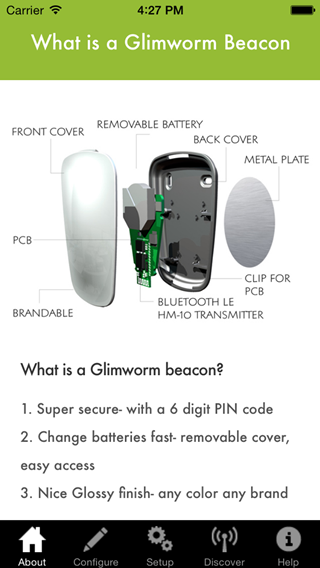 Carrier 4:27 PM
What is a Glimworm Beacon
REMOVABLE BATTERY
FRONT COVER
BACK COVER
METAL PLATE
PCB
CLIP FOR
PCB
BLUETOOTH LE
HM-10 TRANSMITTER
BRANDABLE
What is a Glimworm beacon?
1. Super secure- with a 6 digit PIN code
2. Change batteries fast- removable cover,
easy access
3. Nice Glossy finish- any color any brand
About Configure Setup Discover Help